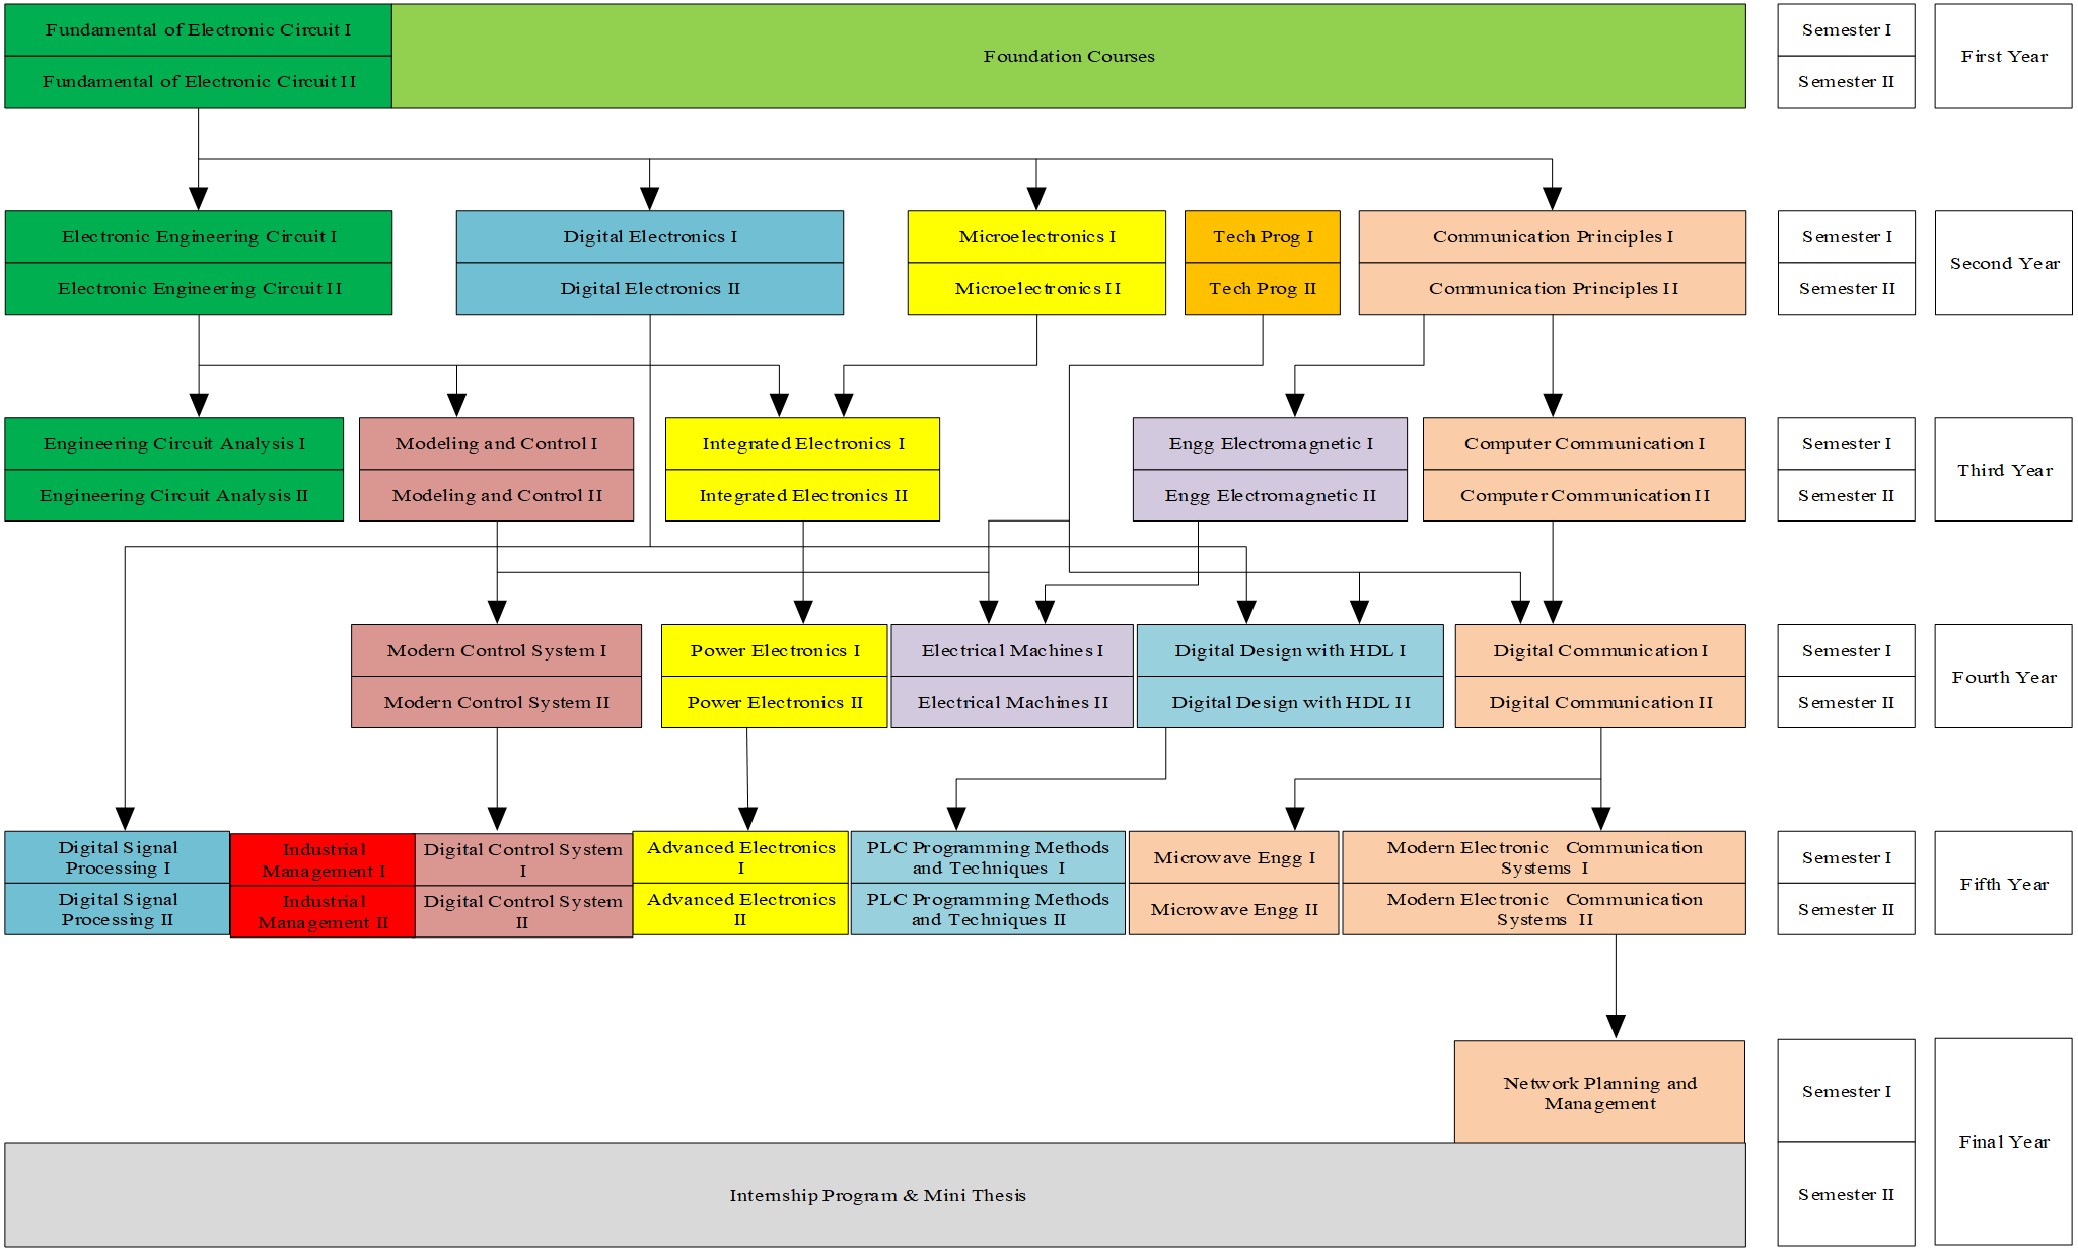 Fundamental of Electronic Circuit I
Fundamental of Electronic Circuit II
Foundation Courses
Semester I
Semester II
First Year
Electronic Engineering Circuit I
Electronic Engineering Circuit II
Digital Electronics I
Digital Electronics II
Microelectronics I
Microelectronics II
Tech Prog I
Tech Prog II
Communication Principles I
Communication Principles II
Semester I
Semester II
Second Year
Engineering Circuit Analysis I
Engineering Circuit Analysis II
Modeling and Control I
Modeling and Control II
Integrated Electronics I
Integrated Electronics II
Engg Electromagnetic I
Engg Electromagnetic II
Computer Communication I
Computer Communication II
Semester I
Semester II
Third Year
Modern Control System I
Modern Control System II
Power Electronics I
Power Electronics II
Electrical Machines I
Electrical Machines II
Digital Design with HDL I
Digital Design with HDL II
Digital Communication I
Digital Communication II
Semester I
Semester II
Fourth Year
Digital Signal
Processing I
Digital Signal
Processing II
Industrial
Management I
Industrial
Management II
Digital Control System
I
Digital Control System
II
Advanced Electronics
I
Advanced Electronics
II
PLC Programming Methods
and Techniques I
PLC Programming Methods
and Techniques II
Microwave Engg I
Microwave Engg II
Modern Electronic Communication
Systems I
Modern Electronic Communication
Systems II
Semester I
Semester II
Fifth Year
Network Planning and
Management
Internship Program & Mini Thesis
Semester I
Semester II
Final Year